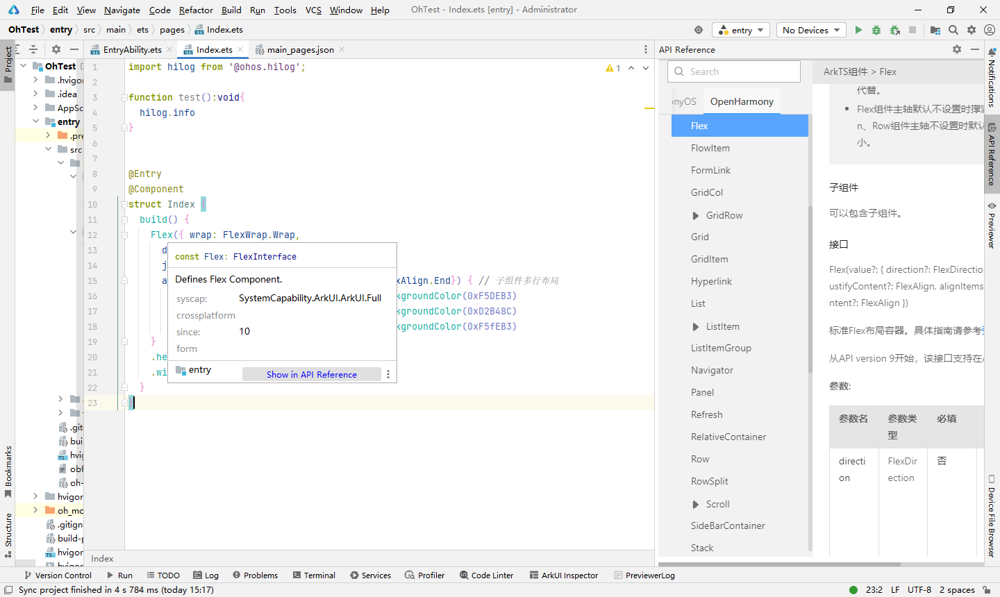 File Edit View Navigate Code Refactor Build Run Tools VCS Window Help OhTest - Index.ets [entry] - Administrator
OhTest entry src main ets pages Index.ets
entry
No Devices
Project
EntryAbility.ets
Index.ets
main_pages.json
API Reference
OhTest
.hvigor
.idea
AppSc
entry
.pre
src
.git
bui
hvig
obf
oh-
hvigor
oh_mo
.gitign
build-p
hvigor
hvigor
Bookmarks
Structure
1 import hilog from '@ohos.hilog';
2
3 function test():void{
4 hilog.info
5 }
6
7
8 @Entry
9 @Component
10 struct Index {
11 build() {
12 Flex({ wrap: FlexWrap.Wrap,
13 d
14 j
15 a xAlign.End}) { // 子组件多行布局
16 kgroundColor(0xF5DEB3)
17 kgroundColor(0xD2B48C)
18 kgroundColor(0xF5fEB3)
19 }
20 .he
21 .wi
22 }
23 }
1
const Flex: FlexInterface
Defines Flex Component.
syscap: SystemCapability.ArkUI.ArkUI.Full
crossplatform
since: 10
form
entry
Show in API Reference
Index
Search
nyOS
OpenHarmony
Flex
FlowItem
FormLink
GridCol
GridRow
Grid
GridItem
Hyperlink
List
ListItem
ListItemGroup
Navigator
Panel
Refresh
RelativeContainer
Row
RowSplit
Scroll
SideBarContainer
Stack
ArkTS组件 > Flex
代替。
Flex组件主轴默认不设置时撑
n、Row组件主轴不设置时默认
小。
子组件
可以包含子组件。
接口
Flex(value?: { direction?: FlexDirection
ustifyContent?: FlexAlign, alignItems
ntent?: FlexAlign })
标准Flex布局容器。具体指南请参考
从API version 9开始，该接口支持在
参数:
参数名 参数类型 必填
direction FlexDirection 否
Notifications
API Reference
Previewer
Device File Browser
Version Control Run TODO Log Problems Terminal Services Profiler Code Linter ArkUI Inspector PreviewerLog
Sync project finished in 4 s 784 ms (today 15:17)
23:2 LF UTF-8 2 spaces